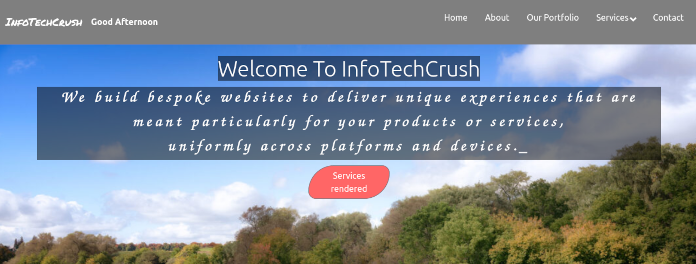 InfoTechCrush Good Afternoon Home About Our Portfolio Services Contact
Welcome To InfoTechCrush
We build bespoke websites to deliver unique experiences that are
meant particularly for your products or services,
uniformly across platforms and devices._
Services
rendered